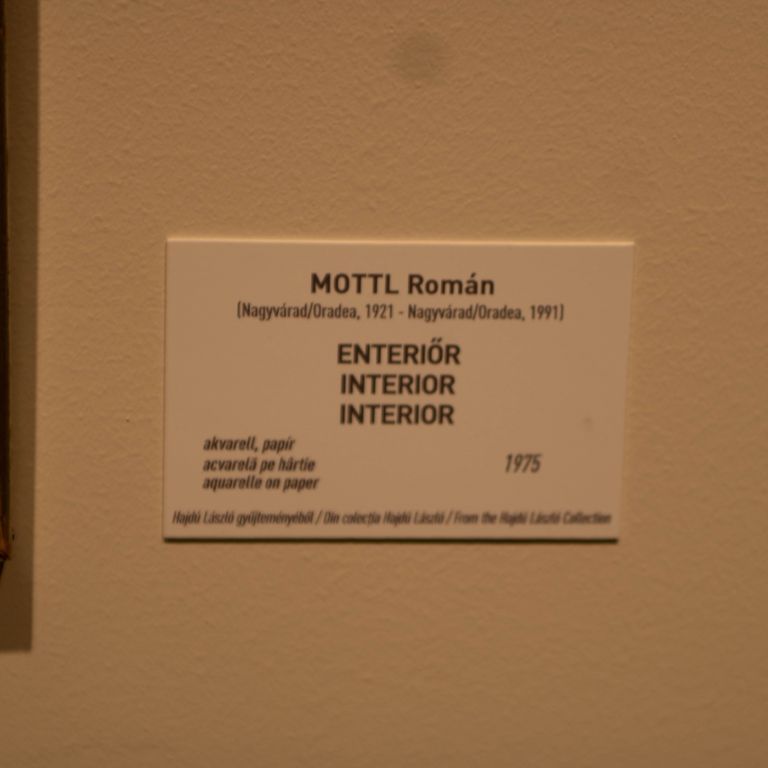 MOTTL Román
(Nagyvárad/Oradea, 1921 - Nagyvárad/Oradea, 1991)
ENTERIŐR
INTERIOR
INTERIOR
akvarell, papír
acvarelă pe hârtie
aquarelle on paper
1975
Hajdú László gyűjteményéből / Din colecția Hajdú László / From the Hajdú László Collection